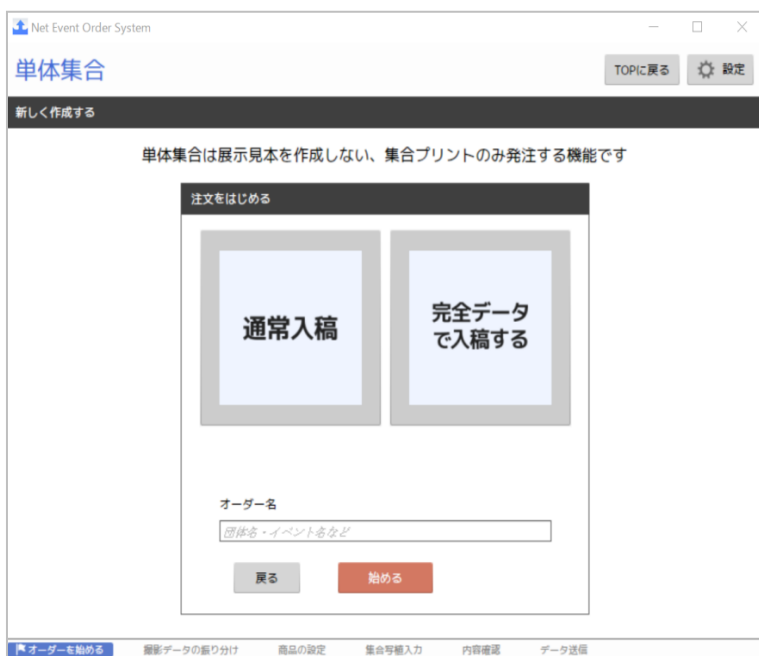 Net Event Order System
単体集合
TOPに戻る
設定
新しく作成する
単体集合は展示見本を作成しない、集合プリントのみ発注する機能です
注文をはじめる
通常入稿
完全データ
で入稿する
オーダー名
団体名・イベント名など
戻る
始める
オーダーを始める
撮影データの振り分け
商品の設定
集合写植入力
内容確認
データ送信